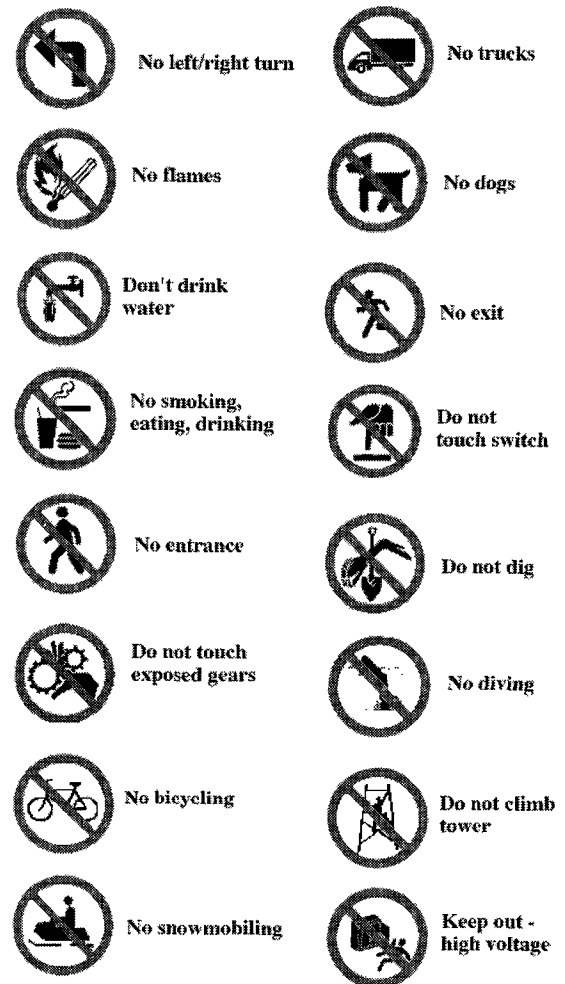 No left/right turn
No trucks
No flames
No dogs
Don't drink
water
No exit
No smoking,
eating, drinking
Do not
touch switch
No entrance
Do not dig
Do not touch
exposed gears
No diving
No bicycling
Do not climb
tower
No snowmobiling
Keep out -
high voltage